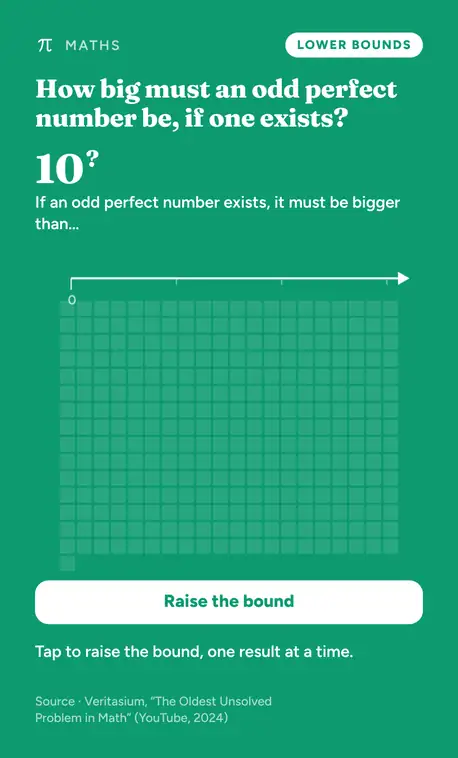 π MATHS
LOWER BOUNDS
How big must an odd perfect
number be, if one exists?
10?
If an odd perfect number exists, it must be bigger
than…
0
Raise the bound
Tap to raise the bound, one result at a time.
Source · Veritasium, “The Oldest Unsolved
Problem in Math” (YouTube, 2024)